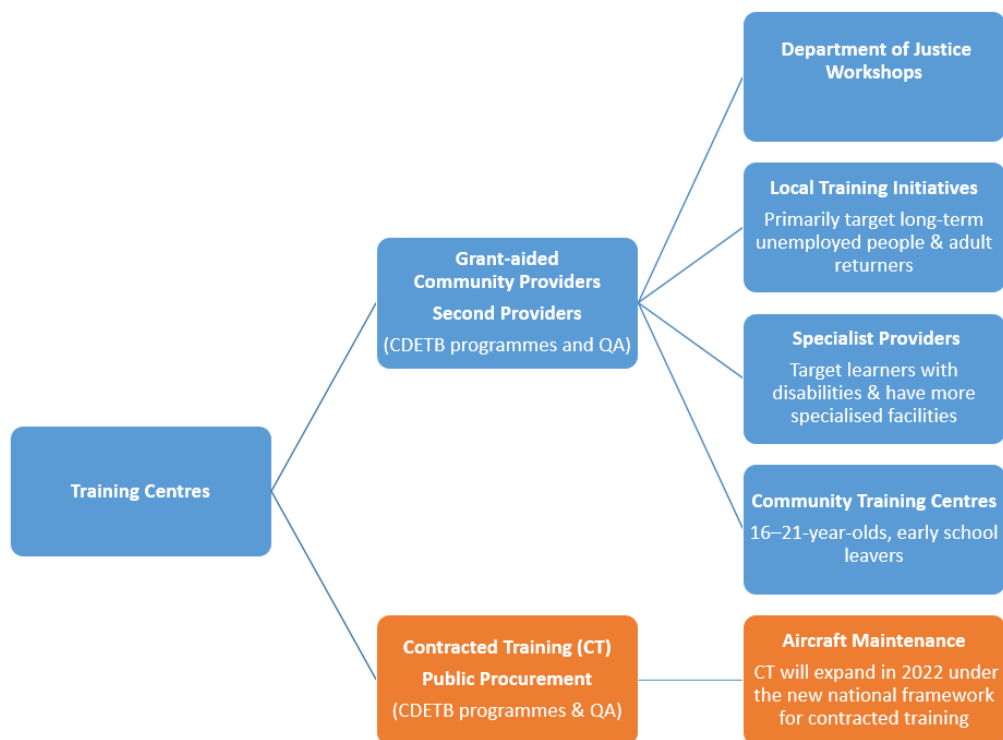 Training Centres
Grant-aided
Community Providers
Second Providers
(CDETB programmes and QA)
Contracted Training (CT)
Public Procurement
(CDETB programmes & QA)
Department of Justice
Workshops
Local Training Initiatives
Primarily target long-term
unemployed people & adult
returners
Specialist Providers
Target learners with
disabilities & have more
specialised facilities
Community Training Centres
16–21-year-olds, early school
leavers
Aircraft Maintenance
CT will expand in 2022 under
the new national framework
for contracted training